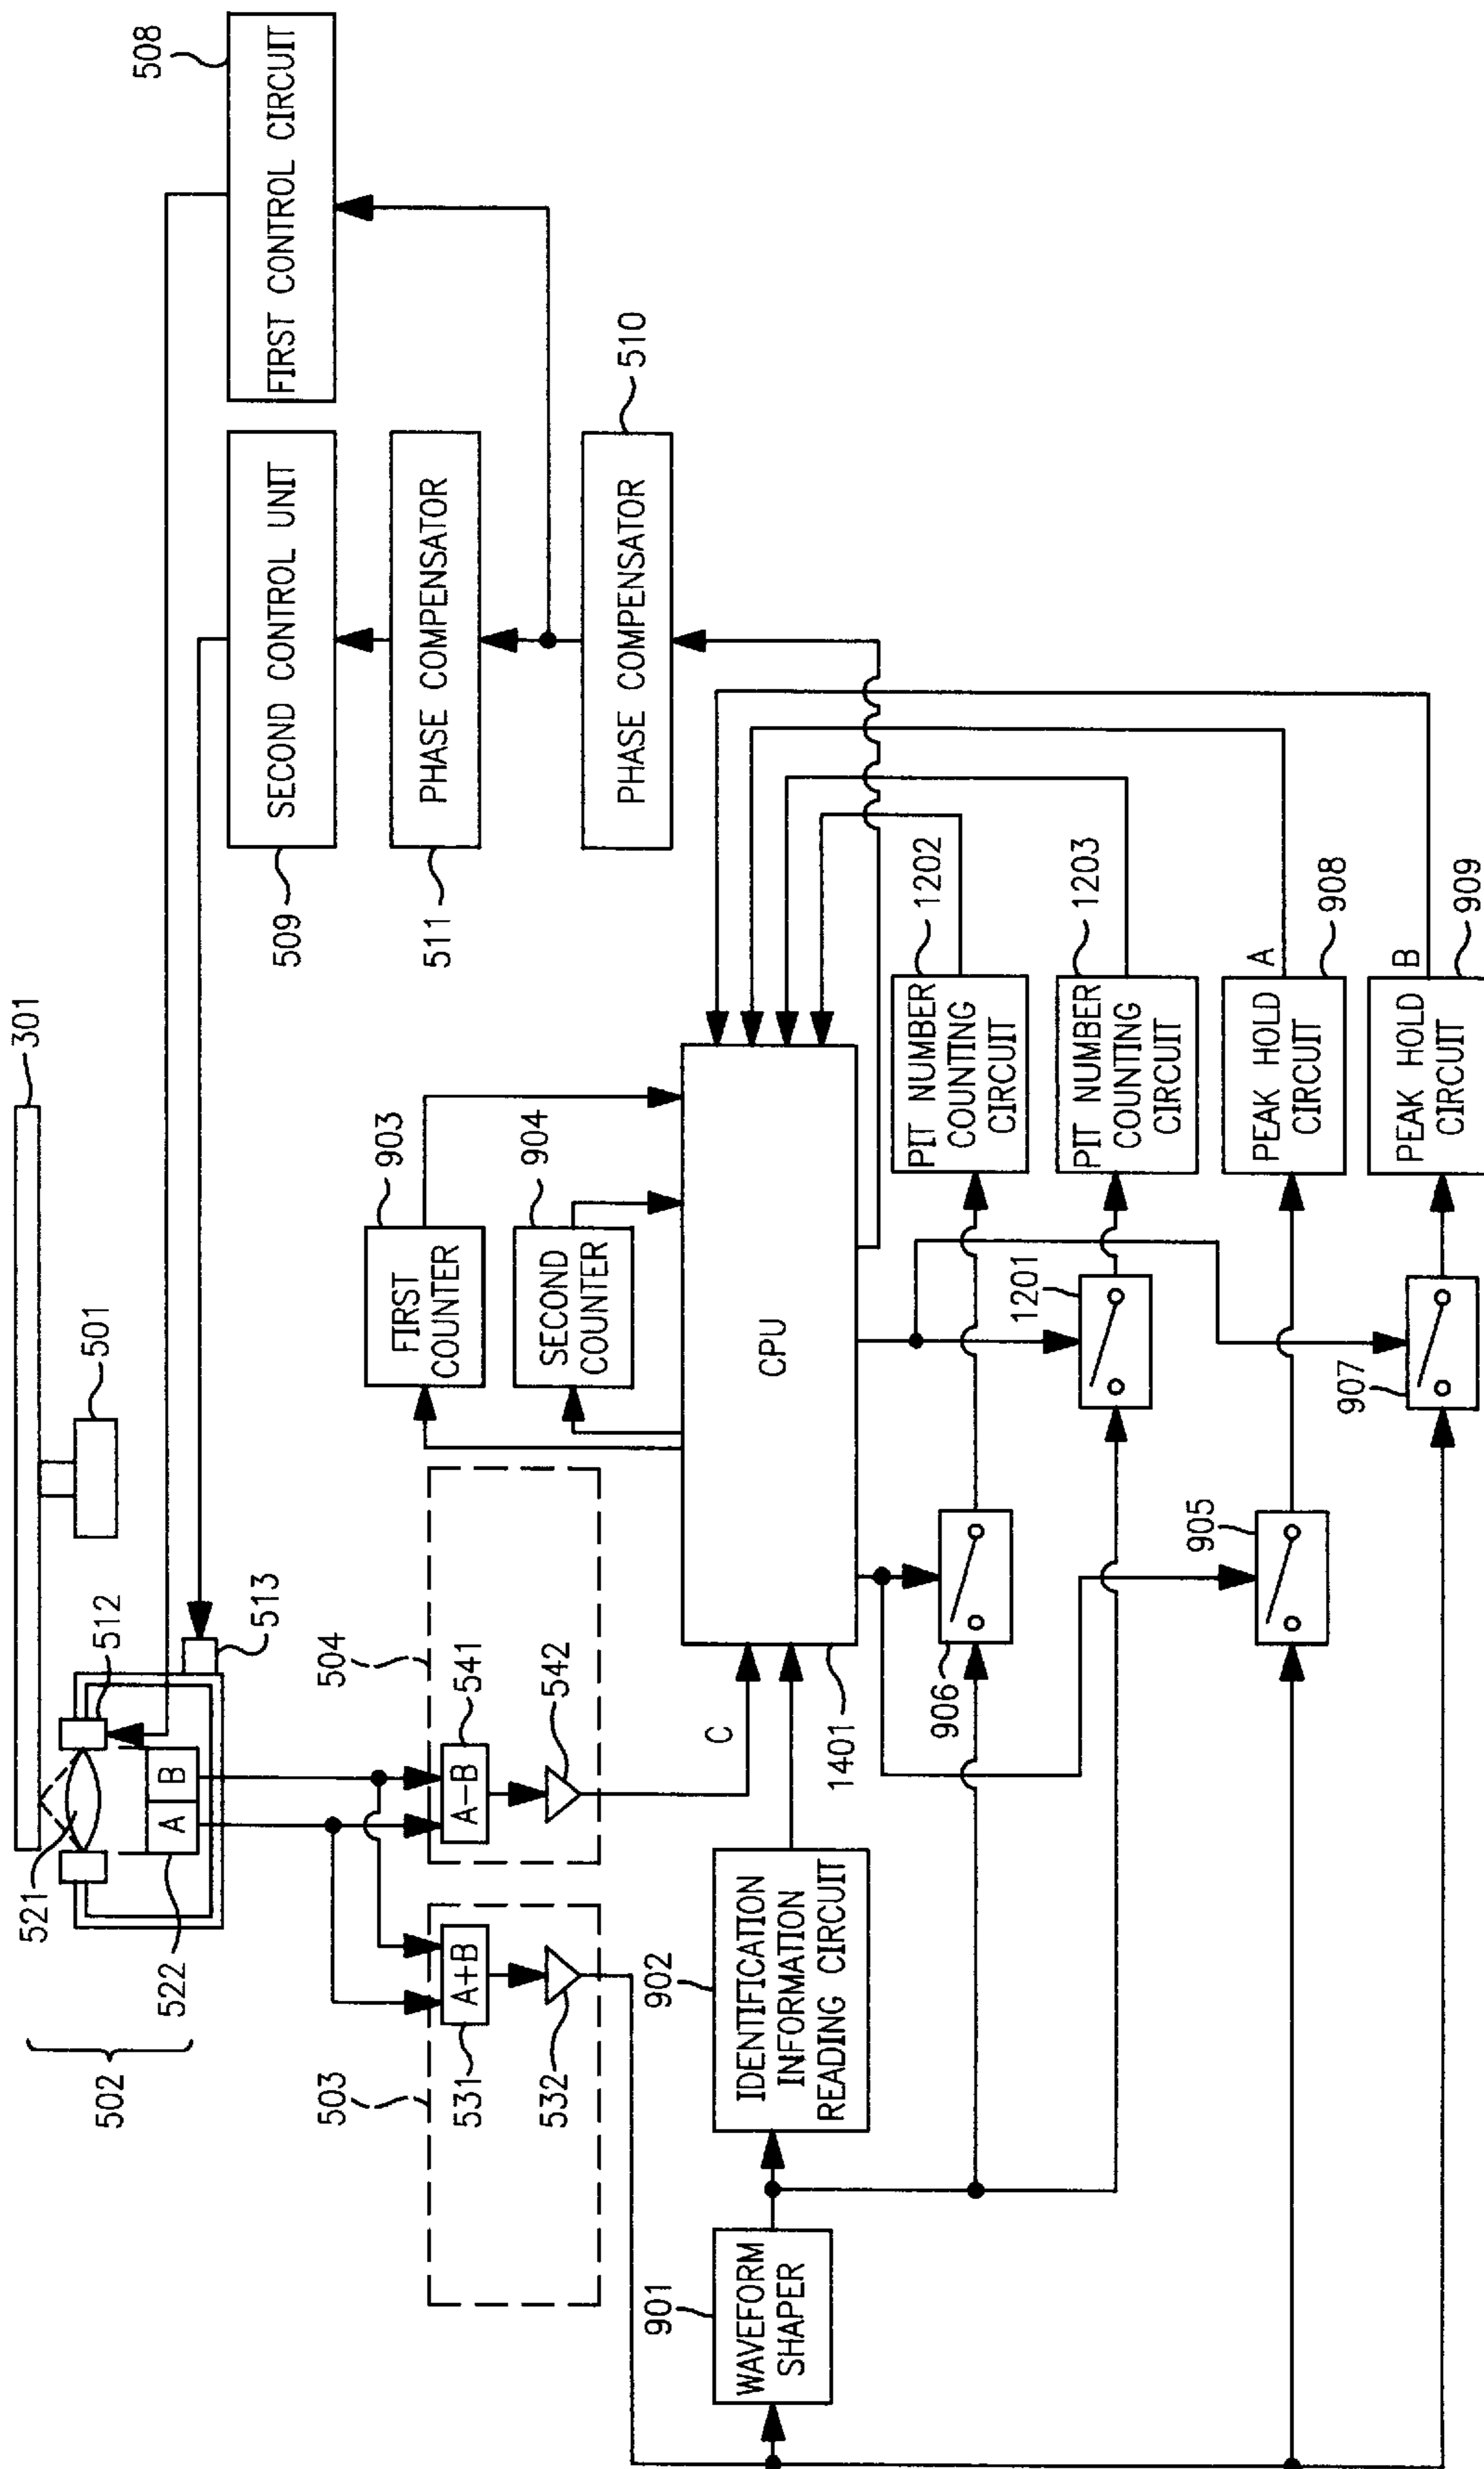 301
501
512
513
521
522
502
A
B
503
531
A+B
532
504
541
A-B
542
C
508
FIRST CONTROL CIRCUIT
509
SECOND CONTROL UNIT
511
PHASE COMPENSATOR
510
PHASE COMPENSATOR
903
FIRST
COUNTER
904
SECOND
COUNTER
901
WAVEFORM
SHAPER
902
IDENTIFICATION
INFORMATION
READING CIRCUIT
CPU
1401
906
905
1201
907
PIT NUMBER
COUNTING
CIRCUIT
1202
PIT NUMBER
COUNTING
CIRCUIT
1203
PEAK HOLD
CIRCUIT
A
908
PEAK HOLD
CIRCUIT
B
909